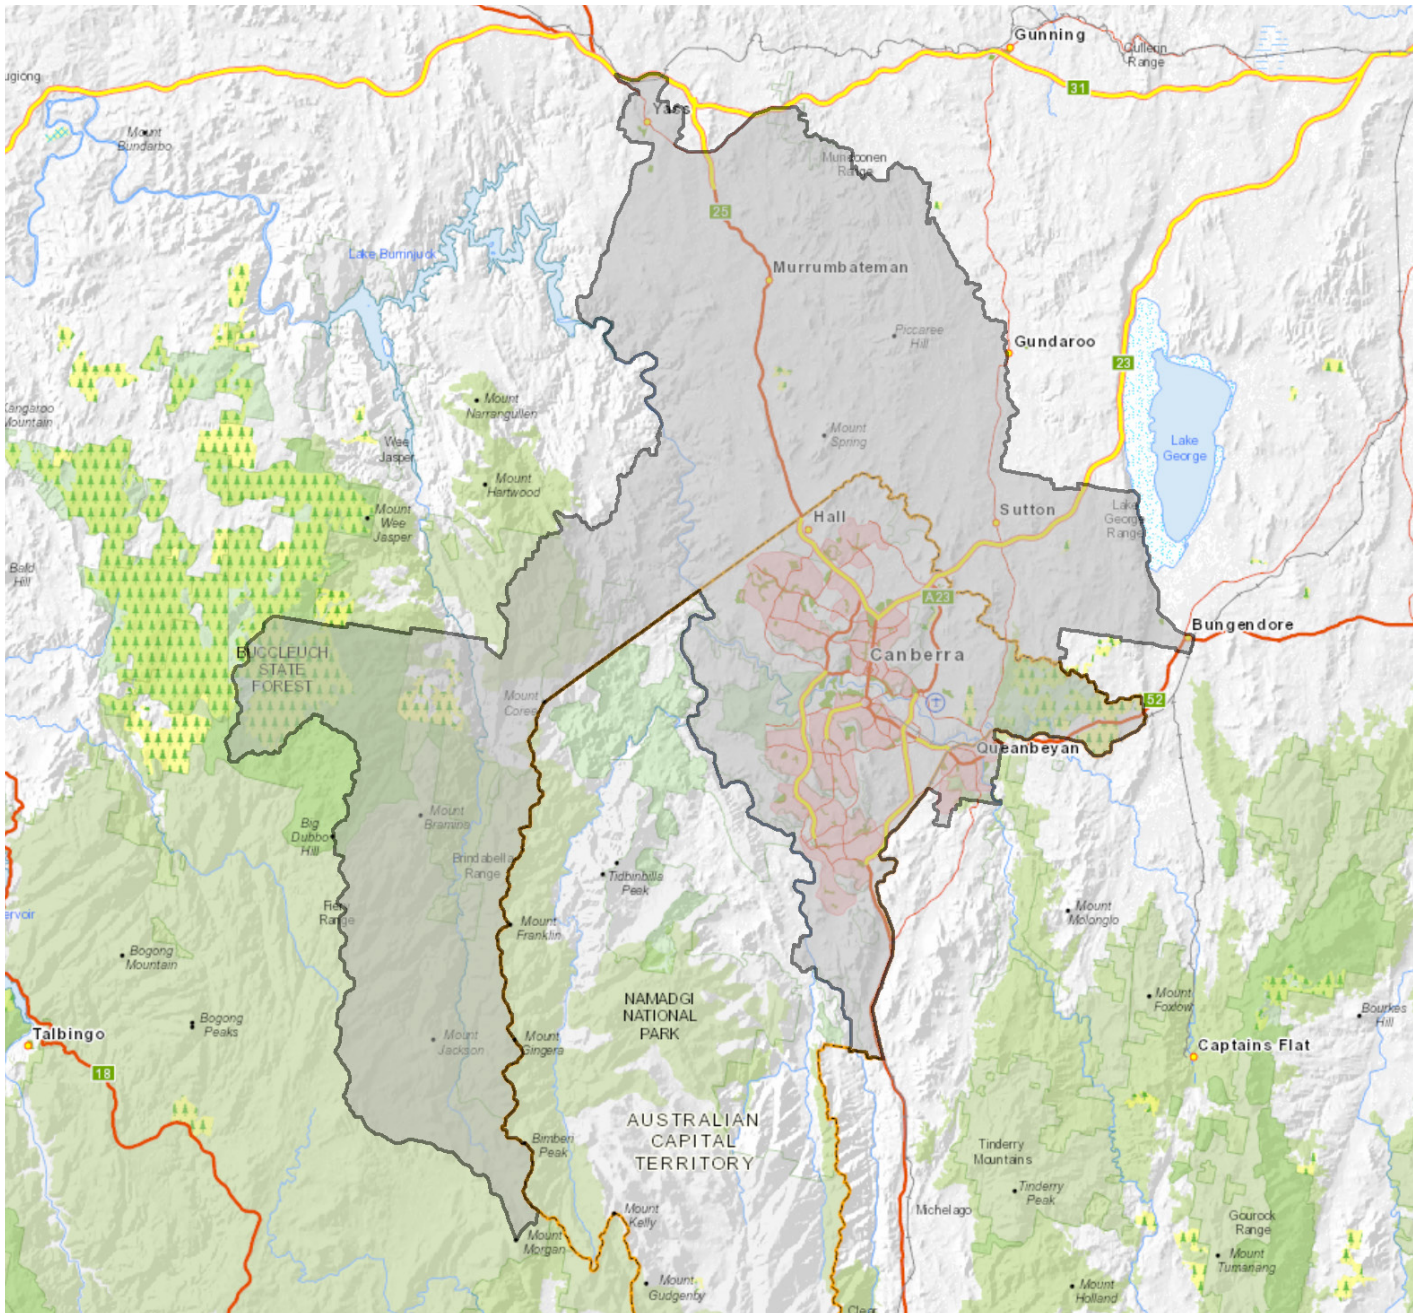 Gunning
Cullerin
Range
31
Yass
Mount
Bundarbo
Mundoonen
Range
25
Lake Burrinjuck
Murrumbateman
Piccaree
Hill
Gundaroo
23
Mount
Narrangullen
Kangaroo
Mountain
Wee
Jasper
Mount
Spring
Lake
George
Mount
Hartwood
Mount
Wee
Jasper
Hall
Sutton
Lake
George
Range
Bald
Hill
A23
Bungendore
BUCCLEUCH
STATE
FOREST
Canberra
Mount
Coree
52
Queanbeyan
Mount
Bramina
Big
Dubbo
Hill
Brindabella
Range
Tidbinbilla
Peak
Fiery
Range
Mount
Franklin
Mount
Molonglo
Bogong
Mountain
NAMADGI
NATIONAL
PARK
Mount
Foxlow
Bourkes
Hill
Bogong
Peaks
Talbingo
Mount
Jackson
Mount
Gingera
Captains Flat
18
AUSTRALIAN
CAPITAL
TERRITORY
Bimberi
Peak
Tinderry
Mountains
Tinderry
Peak
Mount
Kelly
Michelago
Gourock
Range
Mount
Morgan
Mount
Tumanang
Mount
Gudgenby
Mount
Holland
Clear